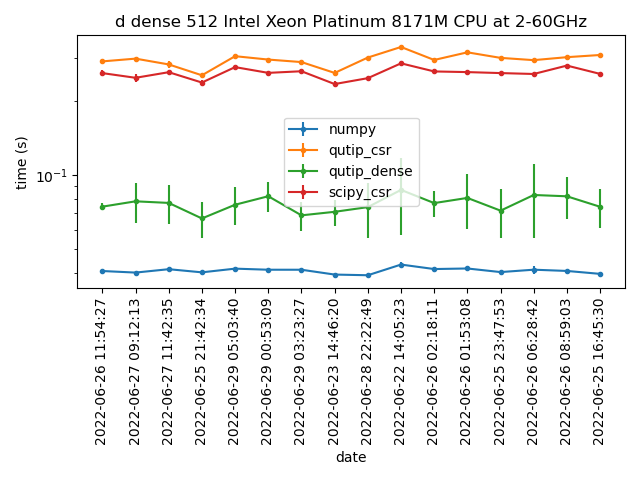 d dense 512 Intel Xeon Platinum 8171M CPU at 2-60GHz
time (s)
10⁻¹
numpy
qutip_csr
qutip_dense
scipy_csr
2022-06-26 11:54:27
2022-06-27 09:12:13
2022-06-27 11:42:35
2022-06-25 21:42:34
2022-06-29 05:03:40
2022-06-29 00:53:09
2022-06-29 03:23:27
2022-06-23 14:46:20
2022-06-28 22:22:49
2022-06-22 14:05:23
2022-06-26 02:18:11
2022-06-26 01:53:08
2022-06-25 23:47:53
2022-06-26 06:28:42
2022-06-26 08:59:03
2022-06-25 16:45:30
date